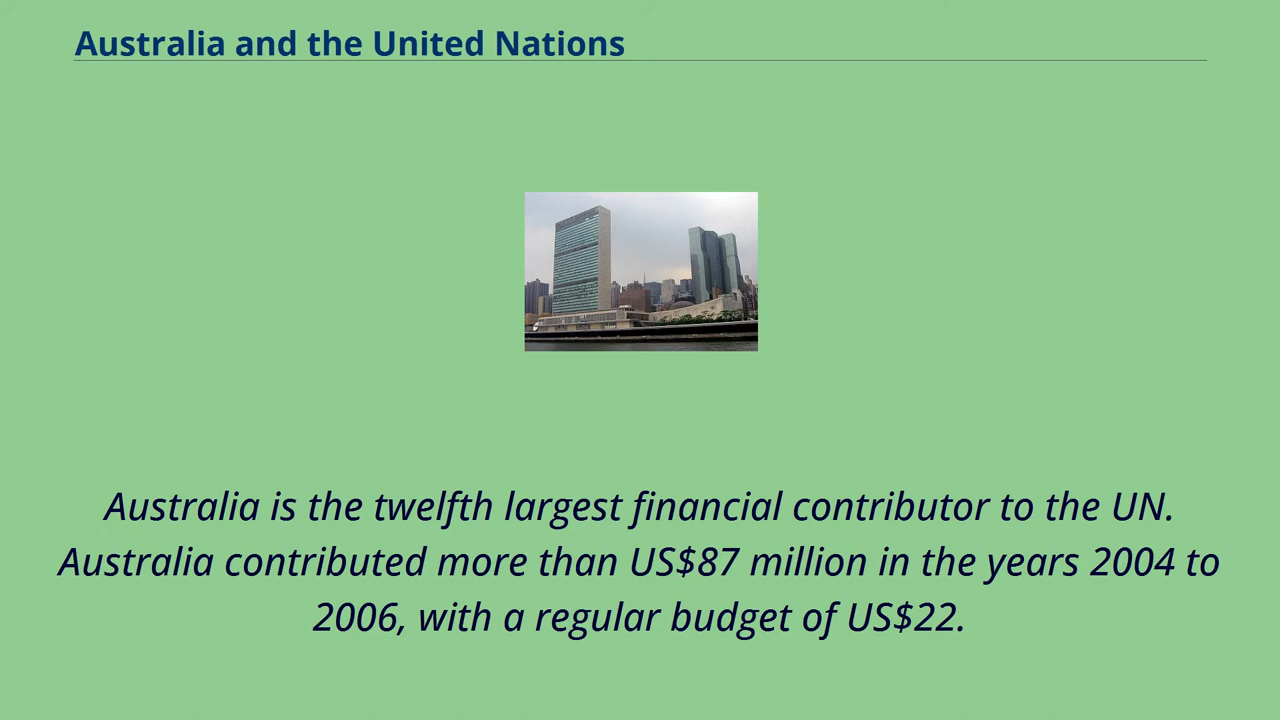 Australia and the United Nations
Australia is the twelfth largest financial contributor to the UN.
Australia contributed more than US$87 million in the years 2004 to
2006, with a regular budget of US$22.